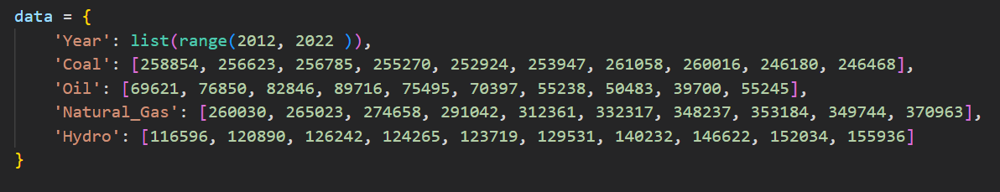 data = {
    'Year': list(range(2012, 2022 )),
    'Coal': [258854, 256623, 256785, 255270, 252924, 253947, 261058, 260016, 246180, 246468],
    'Oil': [69621, 76850, 82846, 89716, 75495, 70397, 55238, 50483, 39700, 55245],
    'Natural_Gas': [260030, 265023, 274658, 291042, 312361, 332317, 348237, 353184, 349744, 370963],
    'Hydro': [116596, 120890, 126242, 124265, 123719, 129531, 140232, 146622, 152034, 155936]
}